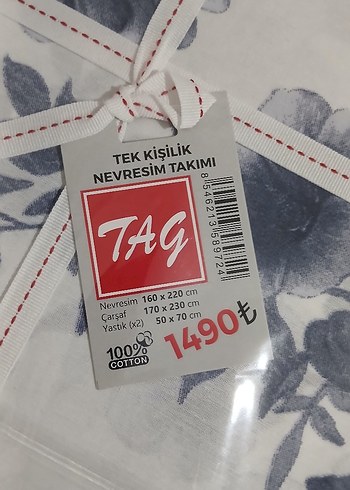 TEK KİŞİLİK
NEVRESİM TAKIMI
TAG
8546213589724
Nevresim 160 x 220 cm
Çarşaf 170 x 230 cm
Yastık (x2) 50 x 70 cm
100%
COTTON
1490₺